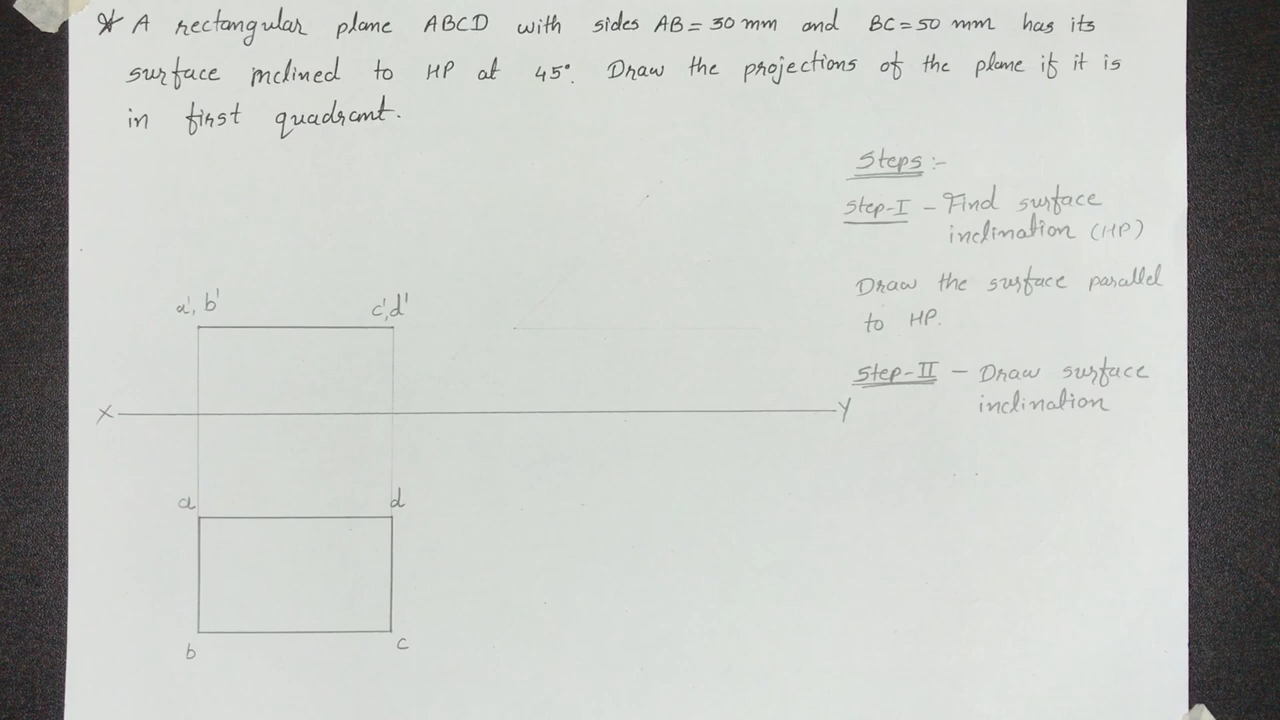 * A rectangular plane ABCD with sides AB = 30 mm and BC = 50 mm has its
surface inclined to HP at 45°. Draw the projections of the plane if it is
in first quadrant.
Steps :-
Step-I - Find surface
inclination (HP)
Draw the surface parallel
to HP.
Step-II - Draw surface
inclination
a', b' c', d'
X Y
a d
b c